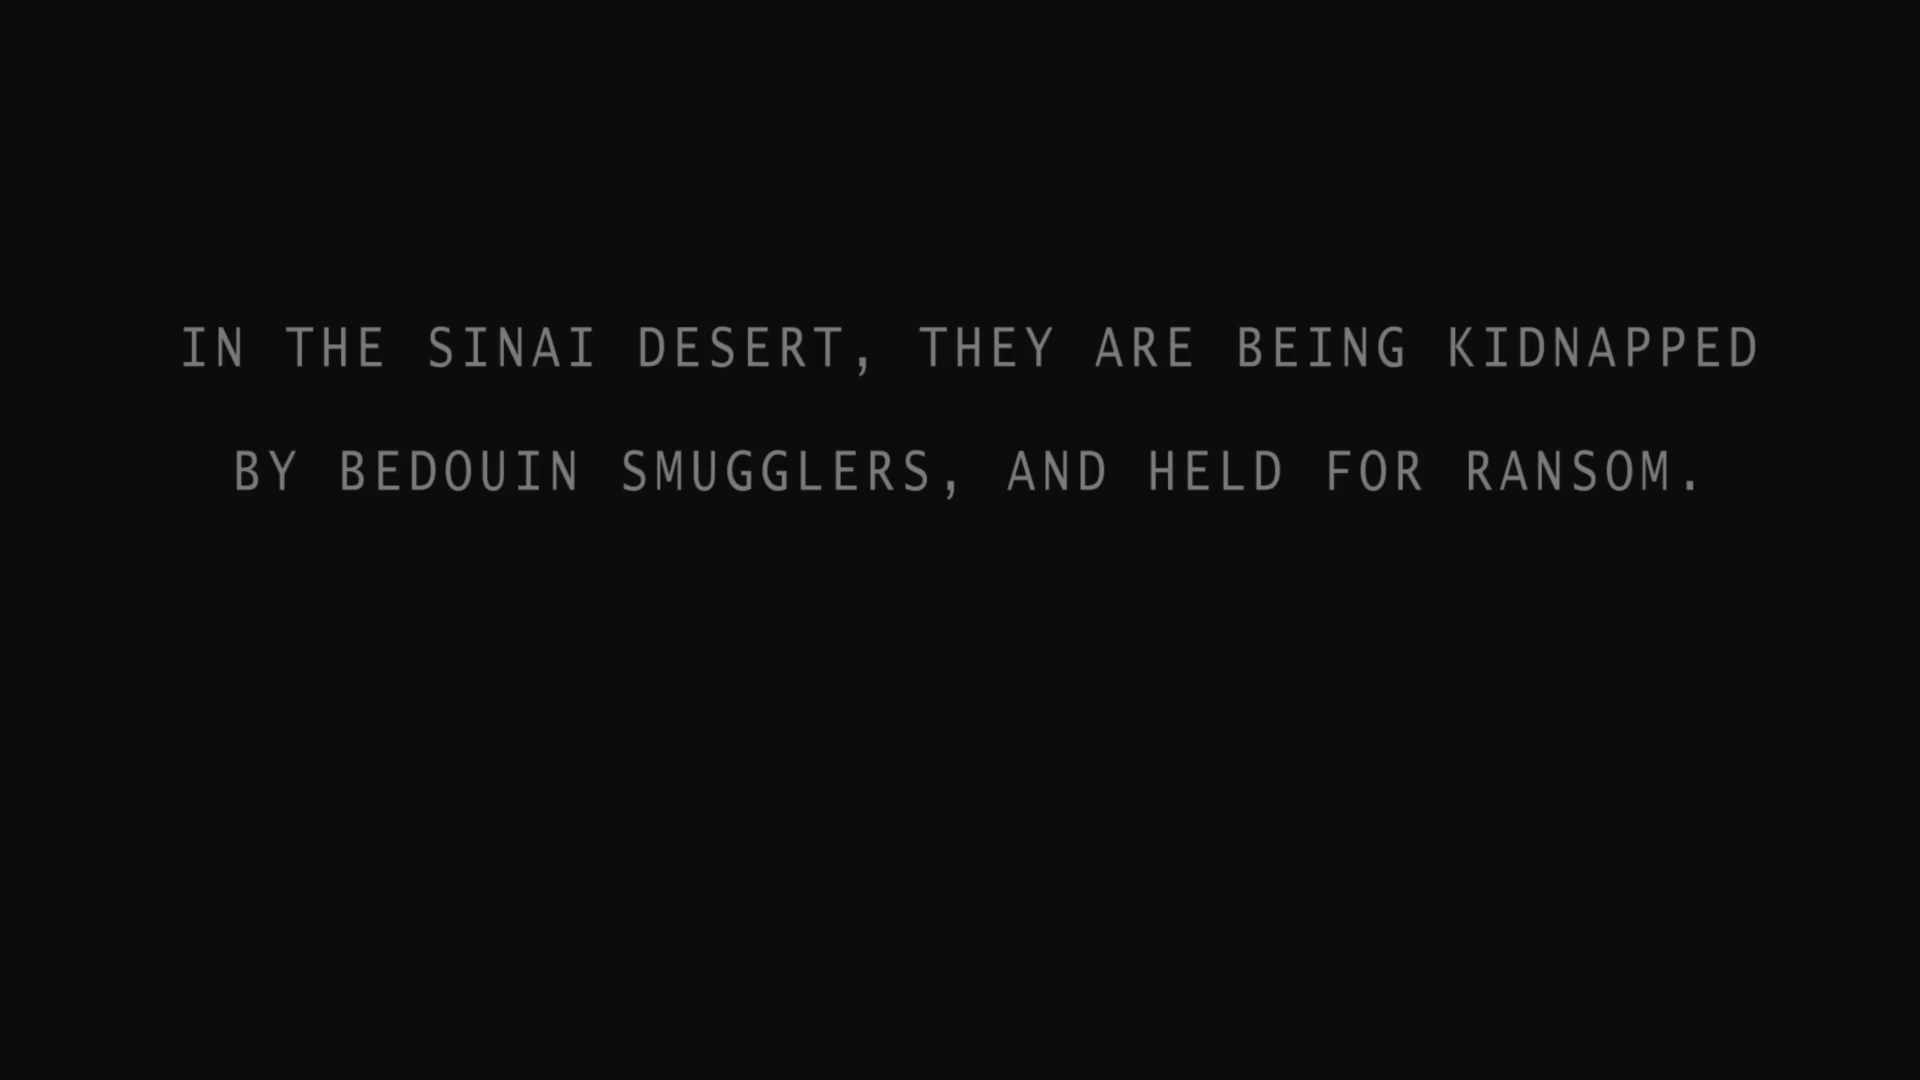 IN THE SINAI DESERT, THEY ARE BEING KIDNAPPED
BY BEDOUIN SMUGGLERS, AND HELD FOR RANSOM.